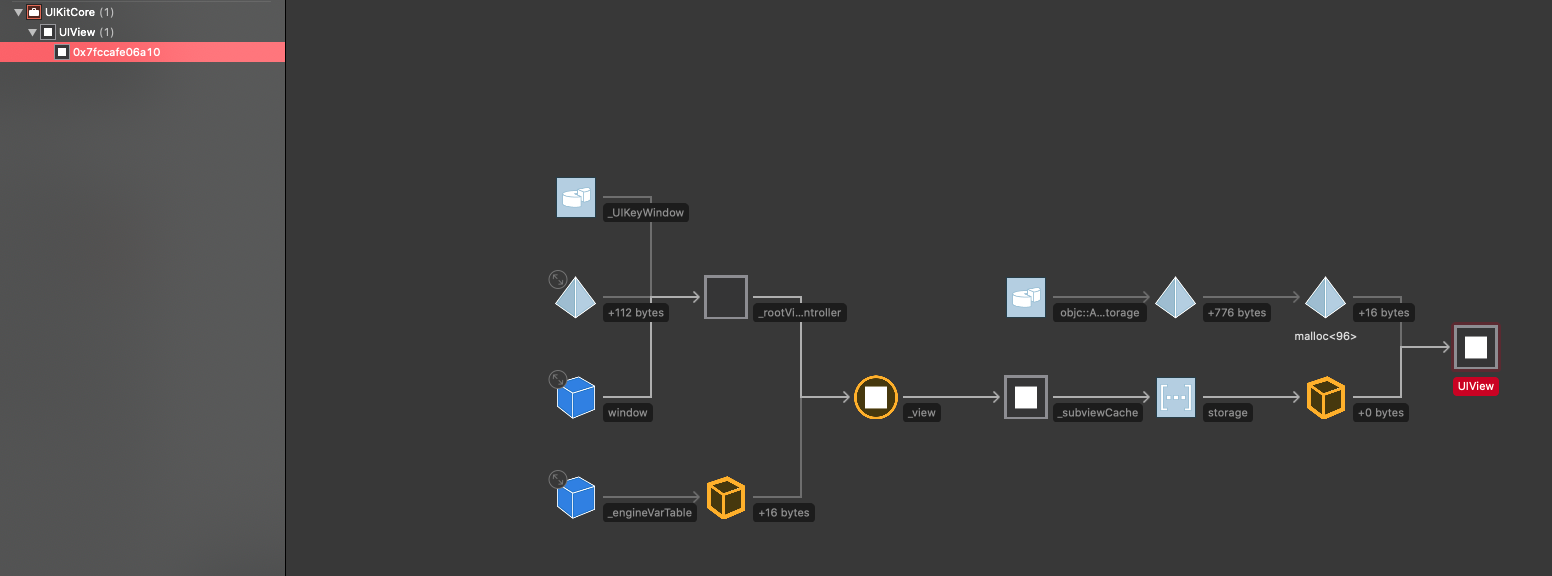 UIKitCore (1)
UIView (1)
0x7fccafe06a10
_UIKeyWindow
+112 bytes
_rootVi...ntroller
objc::A...torage
+776 bytes
+16 bytes
malloc<96>
UIView
window
_view
_subviewCache
storage
+0 bytes
_engineVarTable
+16 bytes